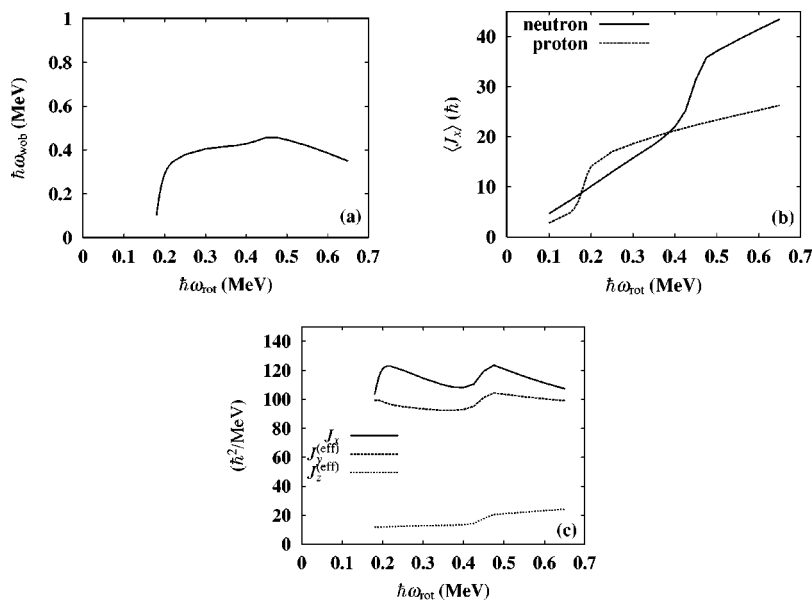 1
0.8
0.6
0.4
0.2
0
ℏω_wob (MeV)
(a)
0 0.1 0.2 0.3 0.4 0.5 0.6 0.7
ℏω_rot (MeV)
neutron
proton
40
30
20
10
0
⟨J_x⟩ (ℏ)
(b)
0 0.1 0.2 0.3 0.4 0.5 0.6 0.7
ℏω_rot (MeV)
140
120
100
80
60
40
20
0
(ℏ²/MeV)
J_x
J_y^(eff)
J_z^(eff)
(c)
0 0.1 0.2 0.3 0.4 0.5 0.6 0.7
ℏω_rot (MeV)